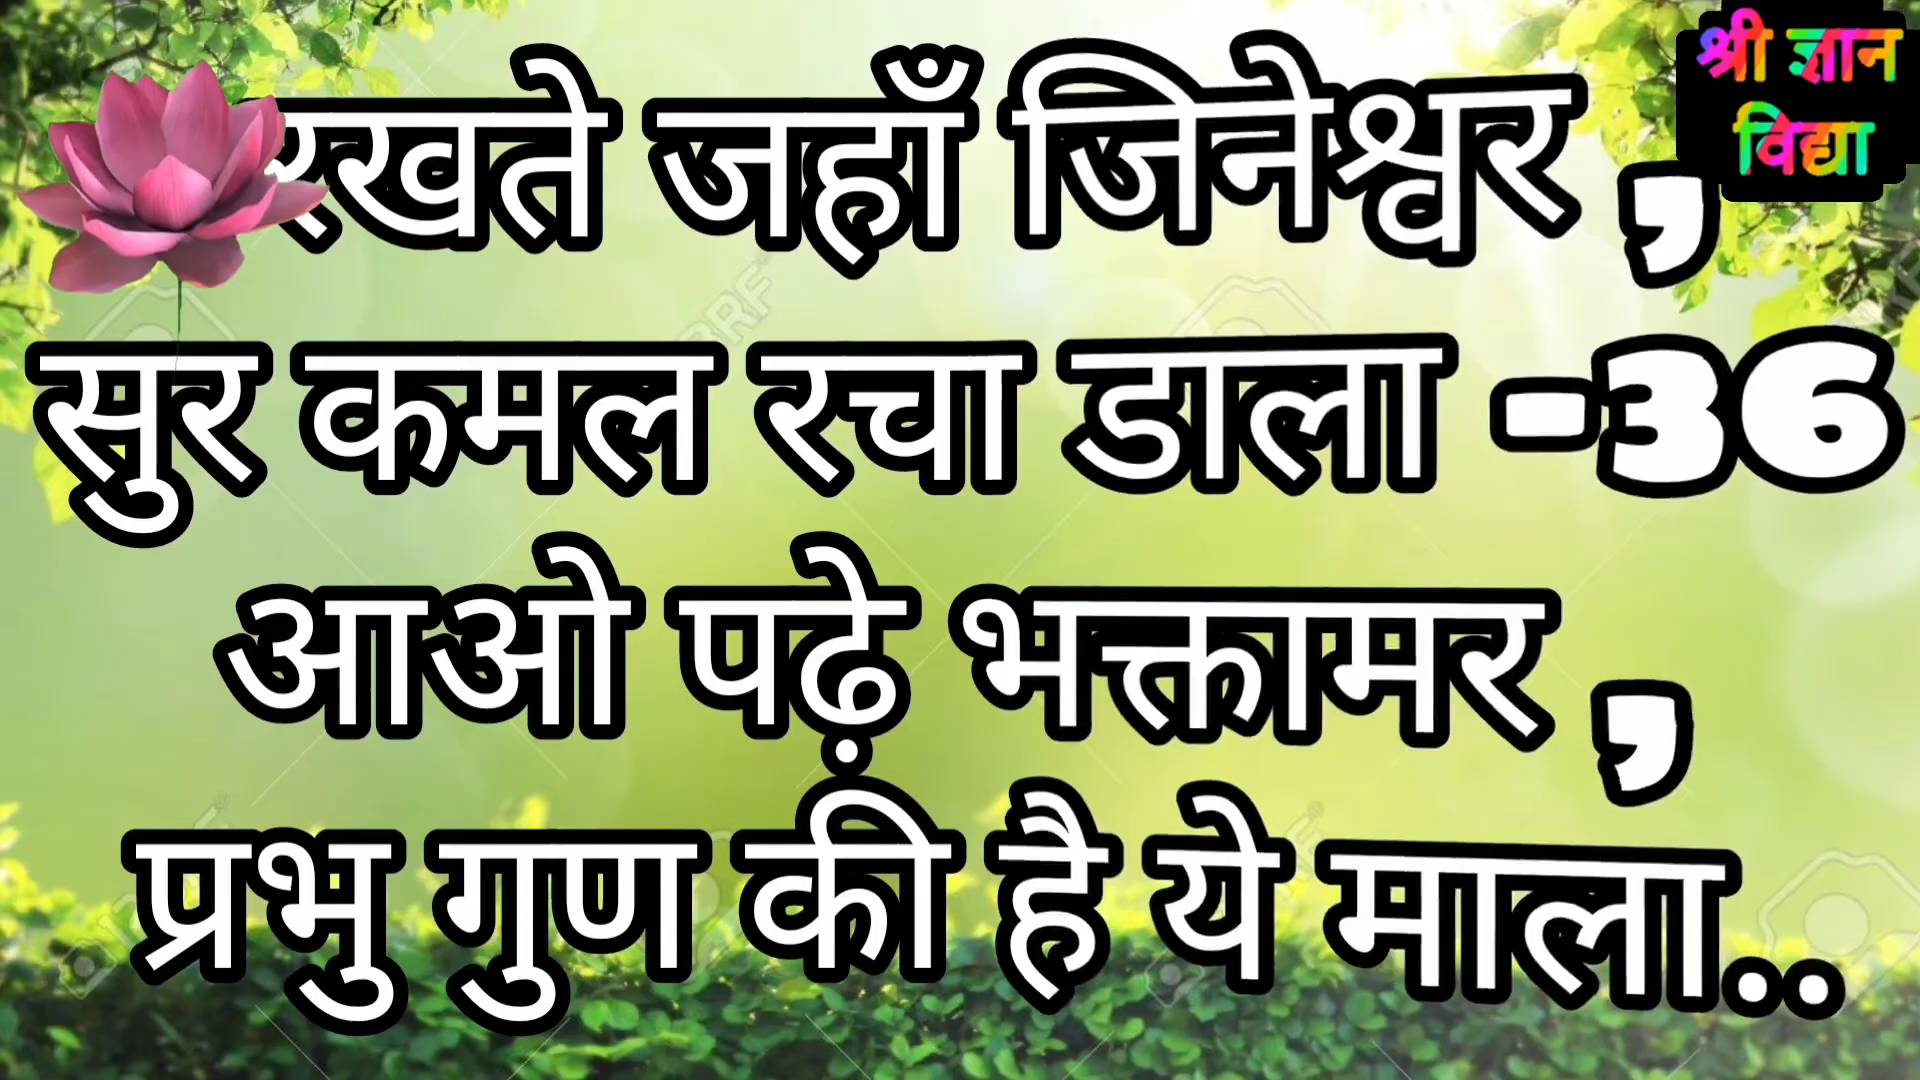 रखते जहाँ जिनेश्वर ,
सुर कमल रचा डाला -36
आओ पढ़े भक्तामर ,
प्रभु गुण की है ये माला..
श्री ज्ञान
विद्या